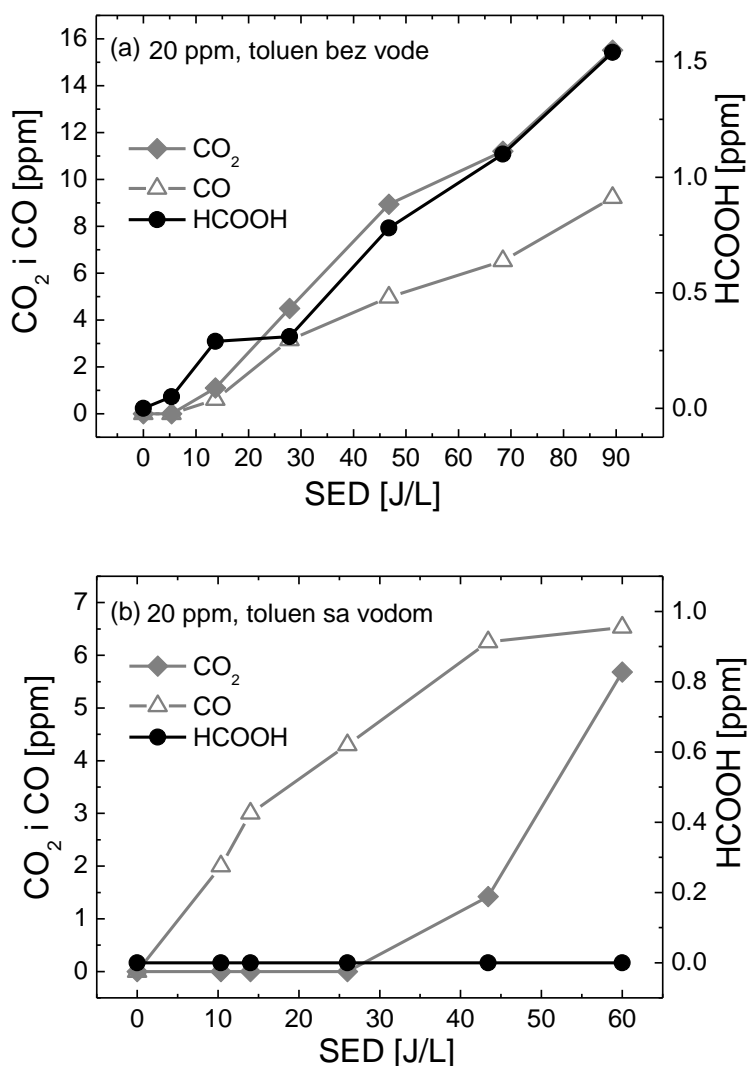 (a) 20 ppm, toluen bez vode
CO₂
CO
HCOOH
CO₂ i CO [ppm]
16
14
12
10
8
6
4
2
0
HCOOH [ppm]
1.5
1.0
0.5
0.0
0 10 20 30 40 50 60 70 80 90
SED [J/L]
(b) 20 ppm, toluen sa vodom
CO₂
CO
HCOOH
CO₂ i CO [ppm]
7
6
5
4
3
2
1
0
HCOOH [ppm]
1.0
0.8
0.6
0.4
0.2
0.0
0 10 20 30 40 50 60
SED [J/L]